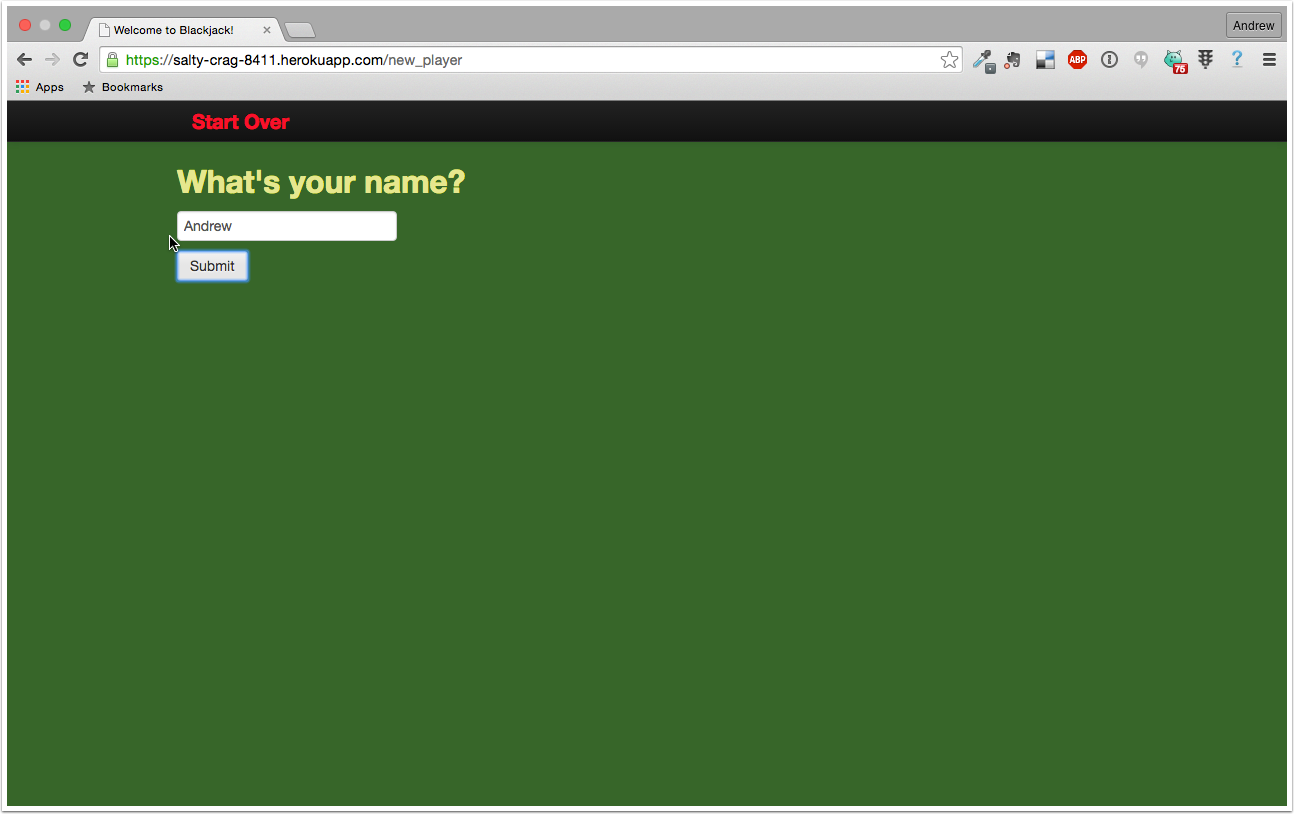 Welcome to Blackjack!
Andrew
https://salty-crag-8411.herokuapp.com/new_player
ABP
75
?
Apps
Bookmarks
Start Over
What's your name?
Andrew
Submit